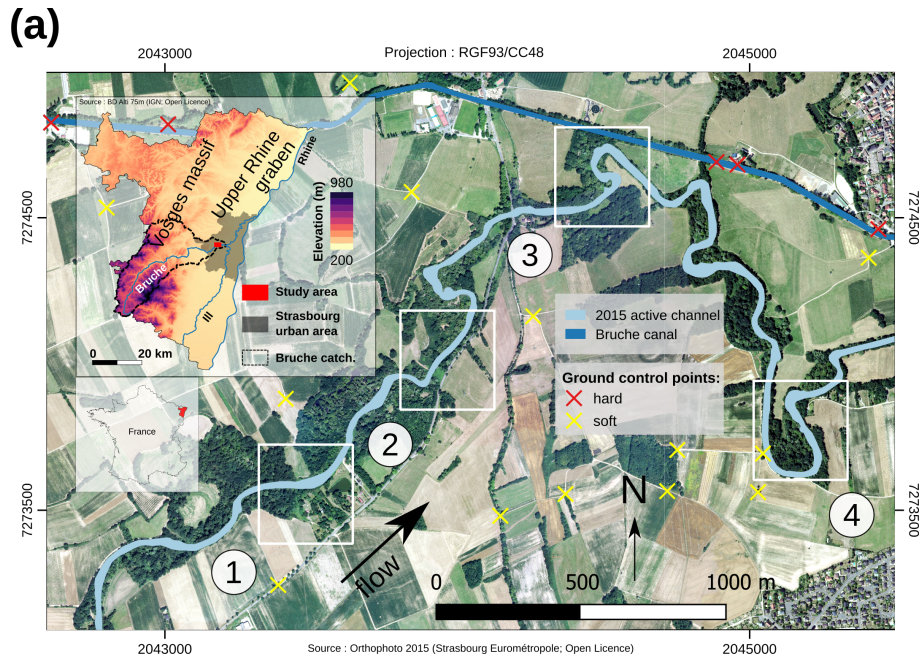 (a)
2043000
Projection : RGF93/CC48
2045000
Source : BD Alti 75m (IGN; Open Licence)
Vosges massif
Upper Rhine
graben
Rhine
Elevation (m)
980
200
Bruche
Ill
Study area
Strasbourg
urban area
Bruche catch.
0
20 km
France
7274500
7274500
3
2015 active channel
Bruche canal
Ground control points:
hard
soft
2
N
7273500
7273500
4
1
flow
0
500
1000 m
2043000
Source : Orthophoto 2015 (Strasbourg Eurométropole; Open Licence)
2045000